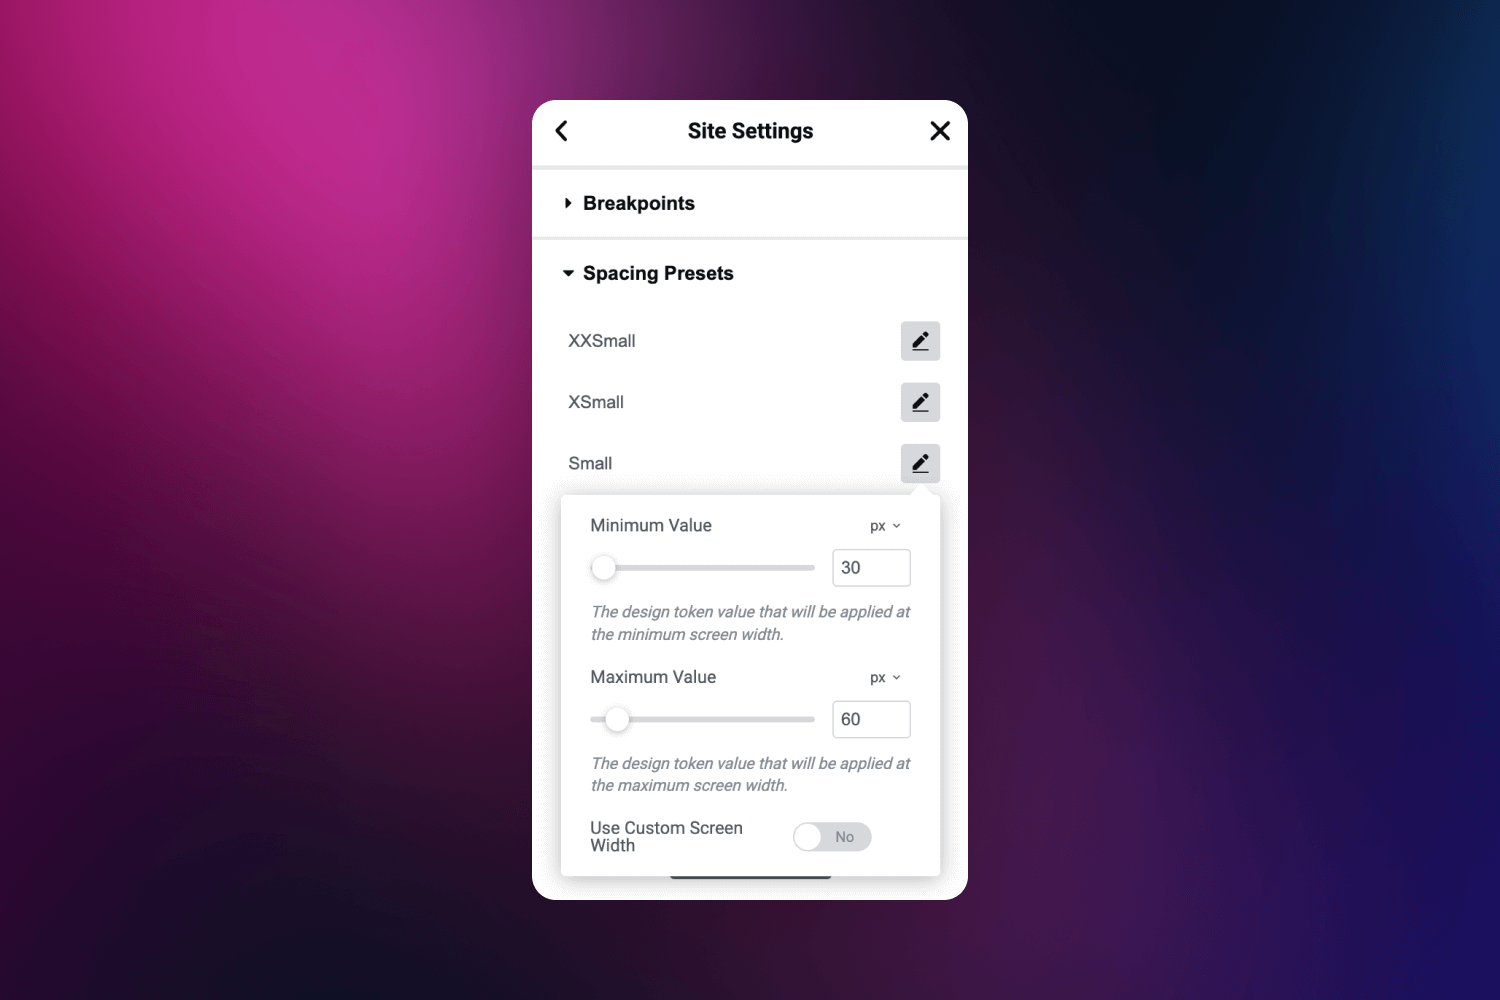 Site Settings
Breakpoints
Spacing Presets
XXSmall
XSmall
Small
Minimum Value px
30
The design token value that will be applied at
the minimum screen width.
Maximum Value px
60
The design token value that will be applied at
the maximum screen width.
Use Custom Screen
Width
No